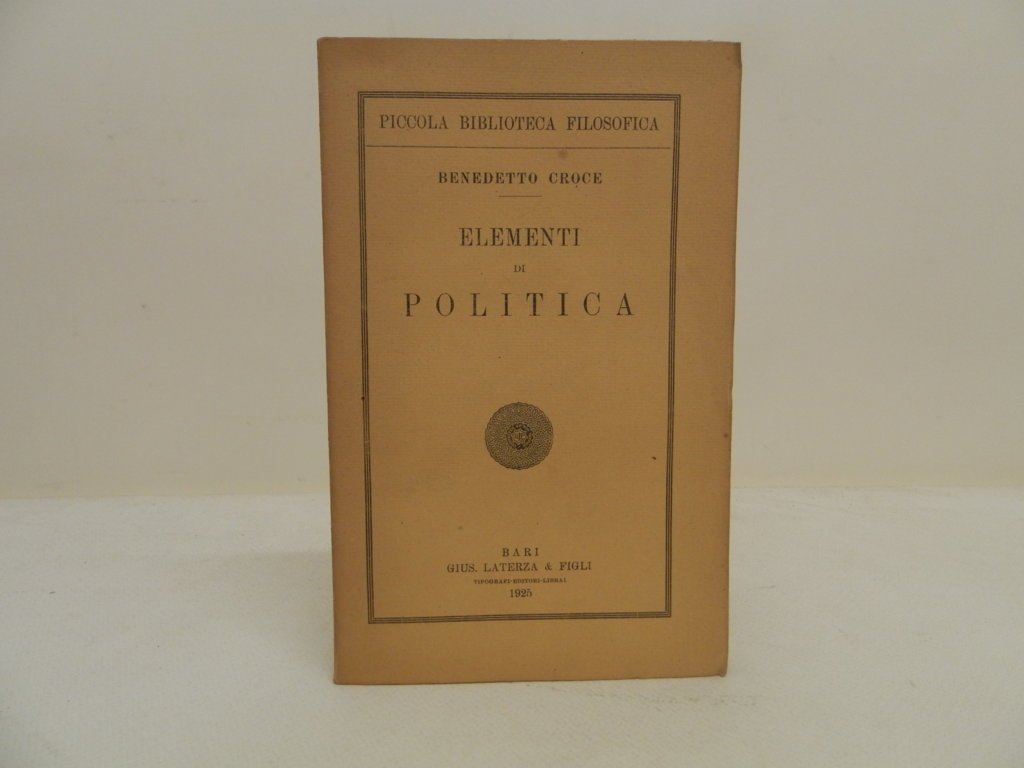 PICCOLA BIBLIOTECA FILOSOFICA
BENEDETTO CROCE
ELEMENTI
DI
POLITICA
BARI
GIUS. LATERZA & FIGLI
TIPOGRAFI-EDITORI-LIBRAI
1925